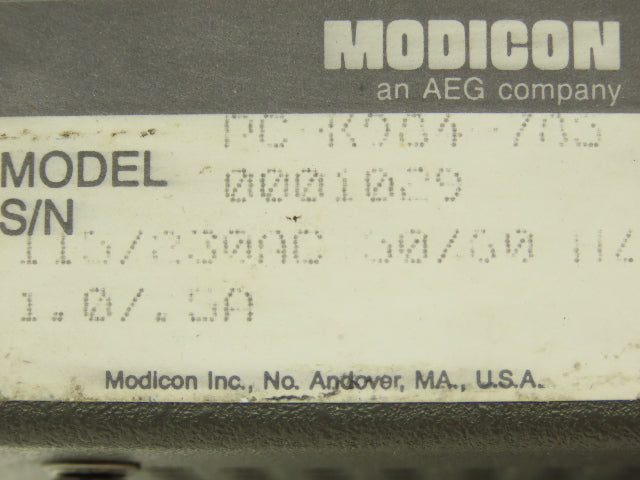 MODICON
an AEG company
MODEL PC-K984-785
S/N 0001029
115/230AC 50/60 HZ
1.0/.5A
Modicon Inc., No. Andover, MA., U.S.A.